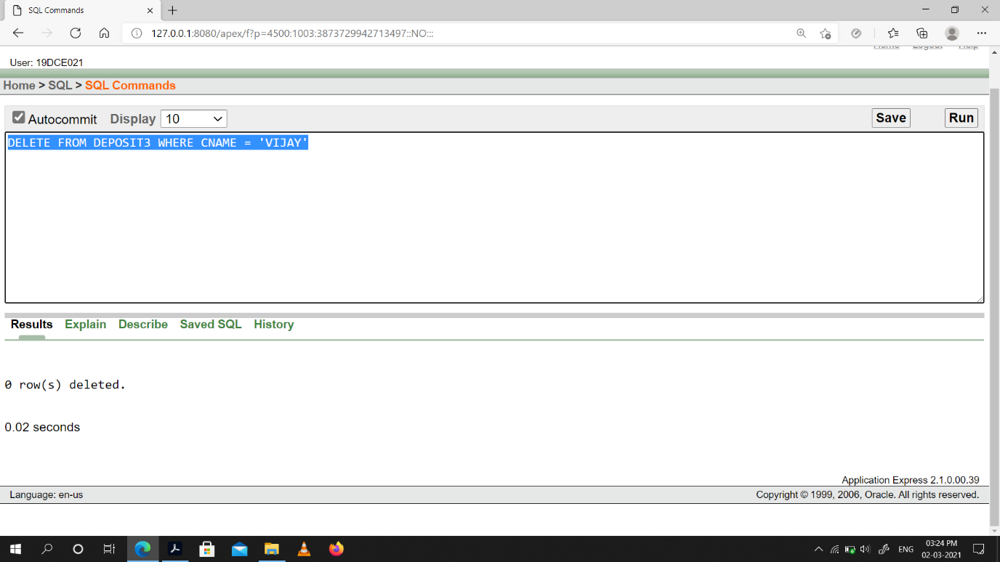 SQL Commands
127.0.0.1:8080/apex/f?p=4500:1003:3873729942713497::NO:::
Home Logout Help
User: 19DCE021
Home > SQL > SQL Commands
Autocommit Display 10 Save Run
DELETE FROM DEPOSIT3 WHERE CNAME = 'VIJAY'
Results Explain Describe Saved SQL History
0 row(s) deleted.
0.02 seconds
Application Express 2.1.0.00.39
Language: en-us Copyright © 1999, 2006, Oracle. All rights reserved.
ENG 03:24 PM
02-03-2021